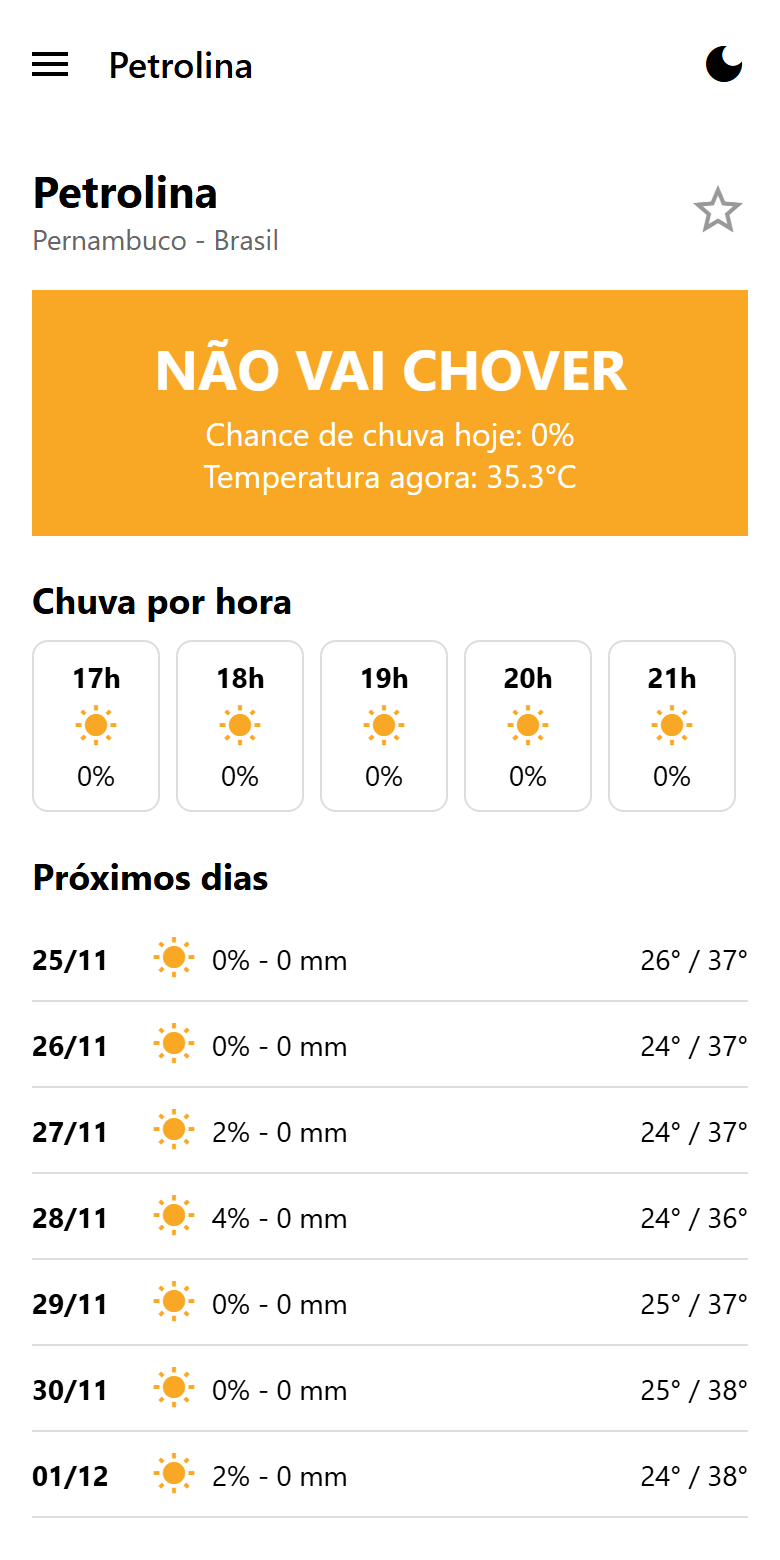 Petrolina
Petrolina
Pernambuco - Brasil
NÃO VAI CHOVER
Chance de chuva hoje: 0%
Temperatura agora: 35.3°C
Chuva por hora
17h 18h 19h 20h 21h
0% 0% 0% 0% 0%
Próximos dias
25/11 0% - 0 mm 26° / 37°
26/11 0% - 0 mm 24° / 37°
27/11 2% - 0 mm 24° / 37°
28/11 4% - 0 mm 24° / 36°
29/11 0% - 0 mm 25° / 37°
30/11 0% - 0 mm 25° / 38°
01/12 2% - 0 mm 24° / 38°